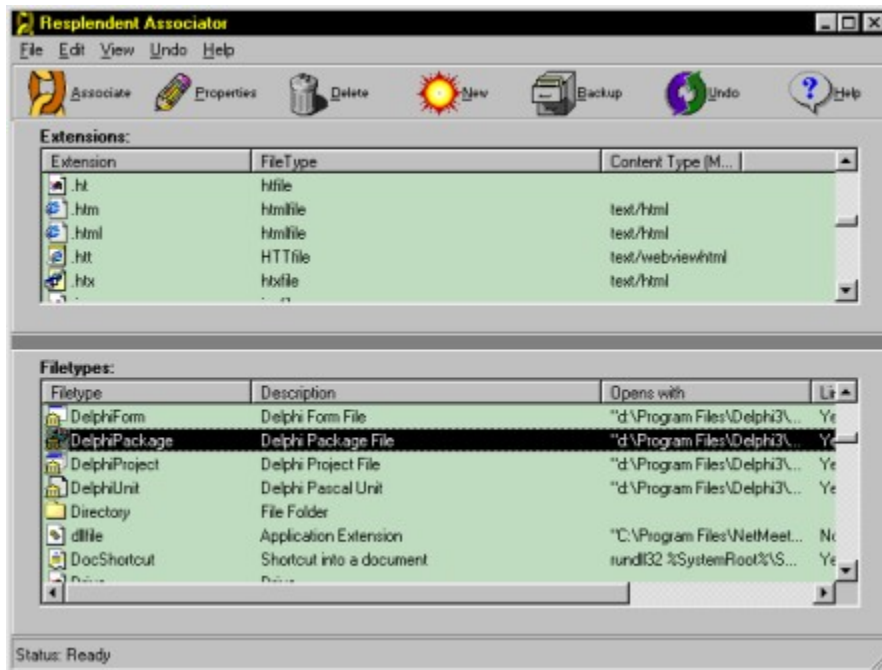 Resplendent Associator
File Edit View Undo Help
Associate Properties Delete New Backup Undo Help
Extensions:
Extension FileType Content Type (M...
.ht htfile
.htm htmlfile text/html
.html htmlfile text/html
.htt HTTfile text/webviewhtml
.htx htxfile text/html
Filetypes:
Filetype Description Opens with
DelphiForm Delphi Form File "d:\Program Files\Delphi3\... Ye
DelphiPackage Delphi Package File "d:\Program Files\Delphi3\... Ye
DelphiProject Delphi Project File "d:\Program Files\Delphi3\... Ye
DelphiUnit Delphi Pascal Unit "d:\Program Files\Delphi3\... Ye
Directory File Folder
dllfile Application Extension "C:\Program Files\NetMeet... No
DocShortcut Shortcut into a document rundll32 %SystemRoot%\S... Ye
Status: Ready